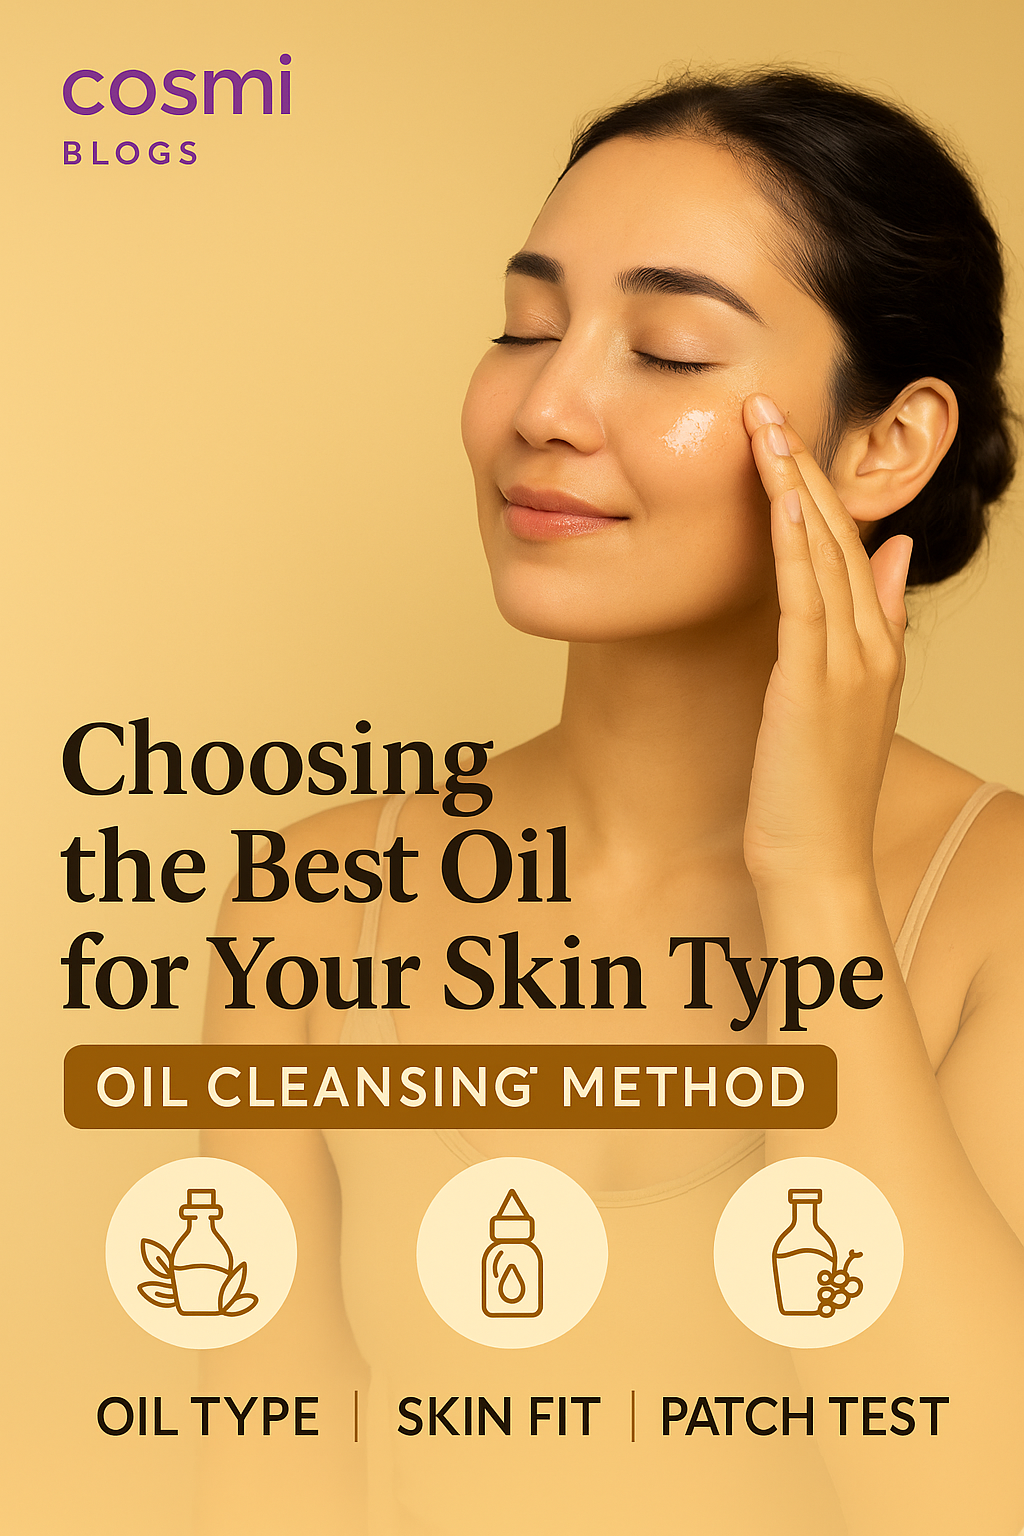 cosmi
BLOGS
Choosing
the Best Oil
for Your Skin Type
OIL CLEANSING METHOD
OIL TYPE | SKIN FIT | PATCH TEST